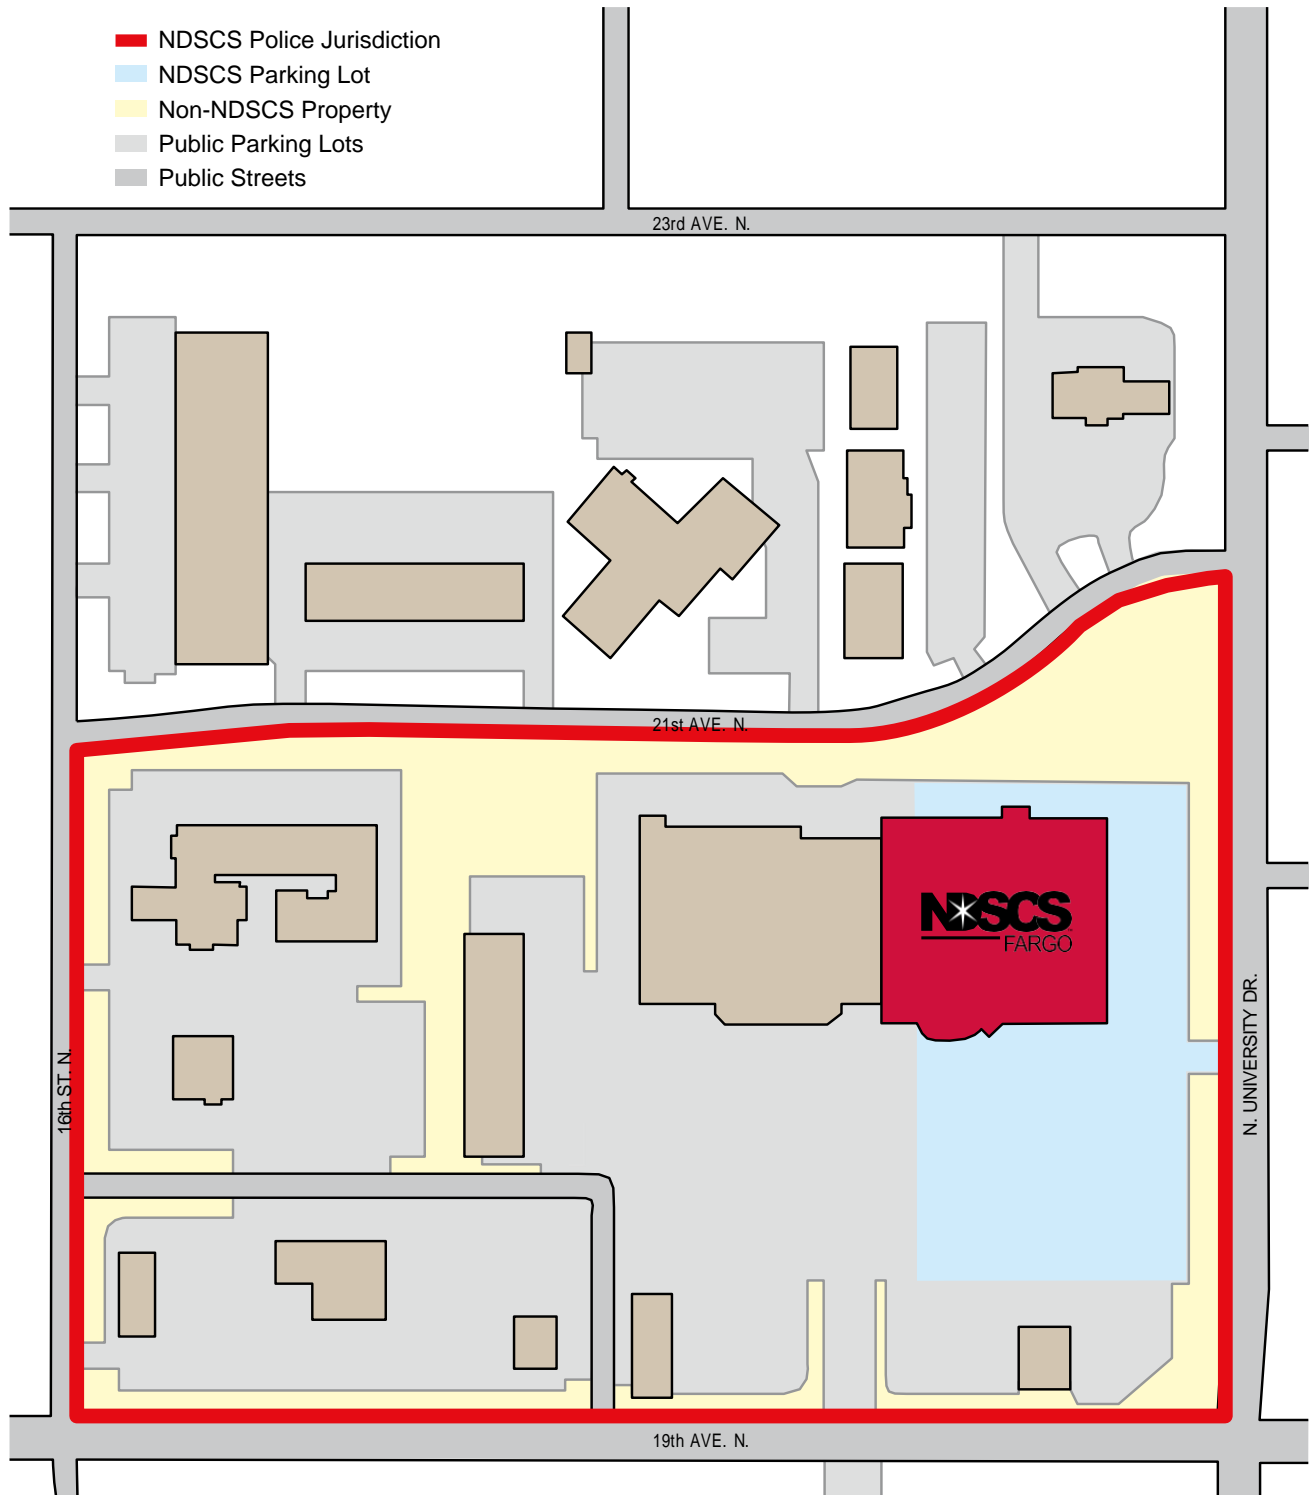 NDSCS Police Jurisdiction
NDSCS Parking Lot
Non-NDSCS Property
Public Parking Lots
Public Streets
23rd AVE. N.
21st AVE. N.
NDSCS
FARGO
16th ST. N.
N. UNIVERSITY DR.
19th AVE. N.